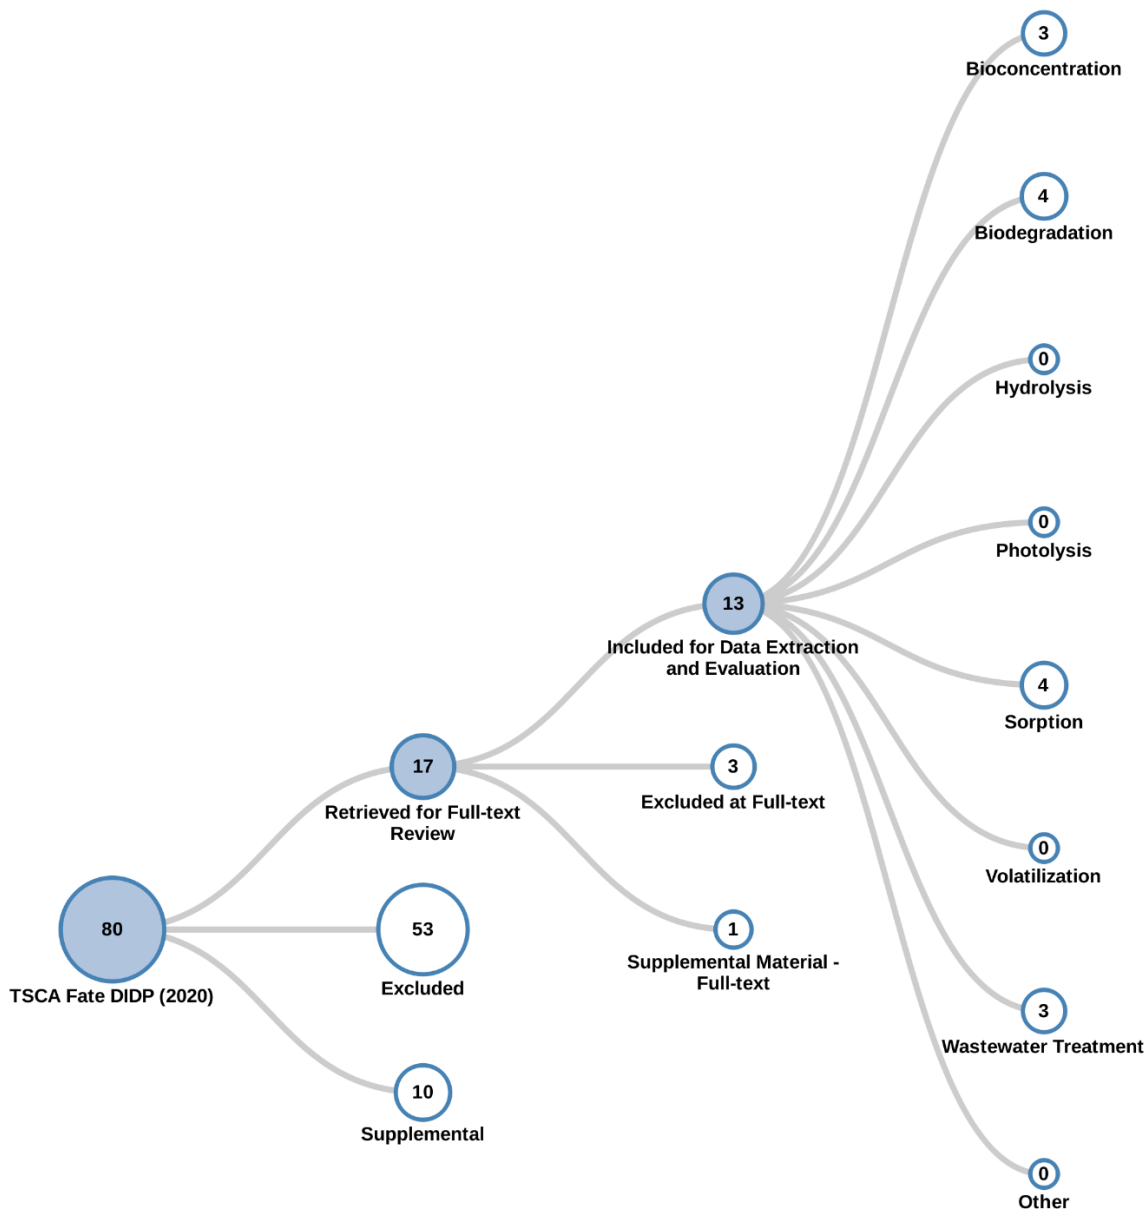 80
TSCA Fate DIDP (2020)
17
Retrieved for Full-text
Review
53
Excluded
10
Supplemental
13
Included for Data Extraction
and Evaluation
3
Excluded at Full-text
1
Supplemental Material -
Full-text
3
Bioconcentration
4
Biodegradation
0
Hydrolysis
0
Photolysis
4
Sorption
0
Volatilization
3
Wastewater Treatment
0
Other